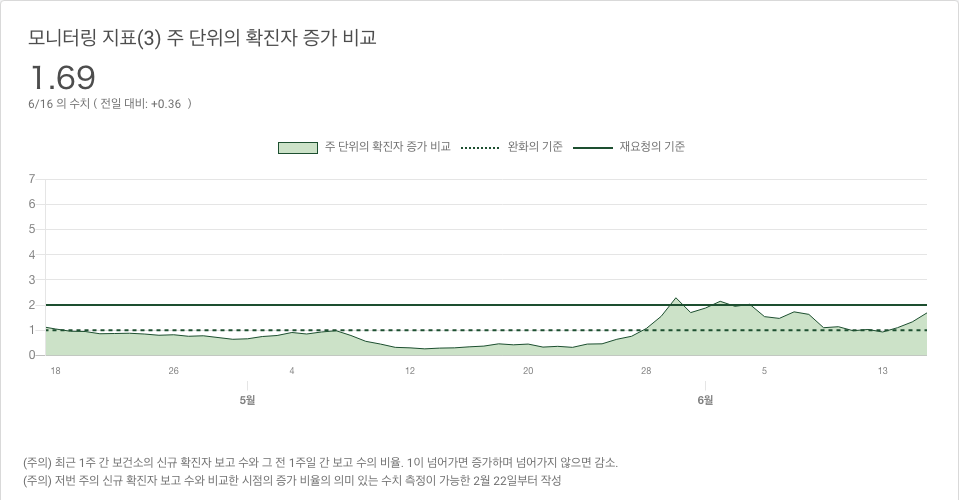 모니터링 지표(3) 주 단위의 확진자 증가 비교
1.69
6/16 의 수치 ( 전일 대비: +0.36 )
주 단위의 확진자 증가 비교 완화의 기준 재요청의 기준
7
6
5
4
3
2
1
0
18 26 4 12 20 28 5 13
5월 6월
(주의) 최근 1주 간 보건소의 신규 확진자 보고 수와 그 전 1주일 간 보고 수의 비율. 1이 넘어가면 증가하며 넘어가지 않으면 감소.
(주의) 저번 주의 신규 확진자 보고 수와 비교한 시점의 증가 비율의 의미 있는 수치 측정이 가능한 2월 22일부터 작성